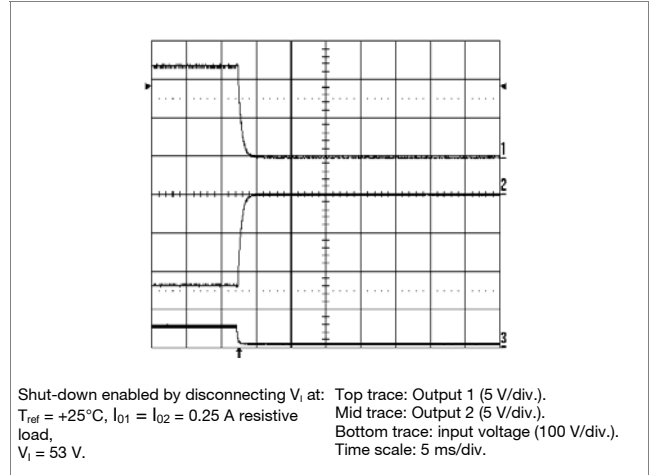 1
2
3
Shut-down enabled by disconnecting VI at:
Tref = +25°C, I01 = I02 = 0.25 A resistive
load,
VI = 53 V.
Top trace: Output 1 (5 V/div.).
Mid trace: Output 2 (5 V/div.).
Bottom trace: input voltage (100 V/div.).
Time scale: 5 ms/div.